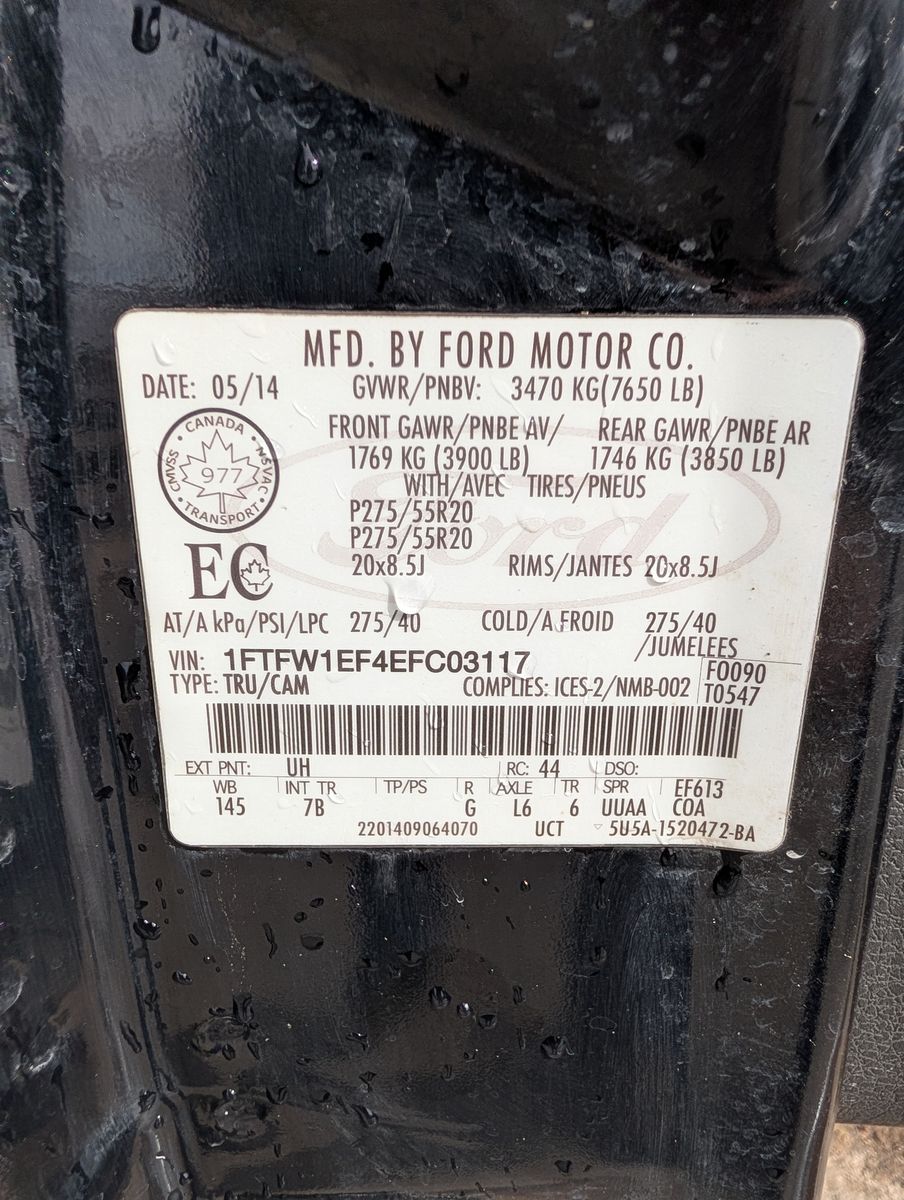 MFD. BY FORD MOTOR CO.
DATE: 05/14 GVWR/PNBV: 3470 KG(7650 LB)
CANADA
CMVSS 977 NSVAC
TRANSPORT
FRONT GAWR/PNBE AV/ REAR GAWR/PNBE AR
1769 KG (3900 LB) 1746 KG (3850 LB)
WITH/AVEC TIRES/PNEUS
P275/55R20
P275/55R20
Ford
EC
20x8.5J RIMS/JANTES 20x8.5J
AT/A kPa/PSI/LPC 275/40 COLD/A FROID 275/40
/JUMELEES
VIN: 1FTFW1EF4EFC03117 F0090
TYPE: TRU/CAM COMPLIES: ICES-2/NMB-002 T0547
EXT PNT: UH RC: 44 DSO:
WB INT TR TP/PS R AXLE TR SPR EF613
145 7B G L6 6 UUAA COA
2201409064070 UCT ▽ 5U5A-1520472-BA